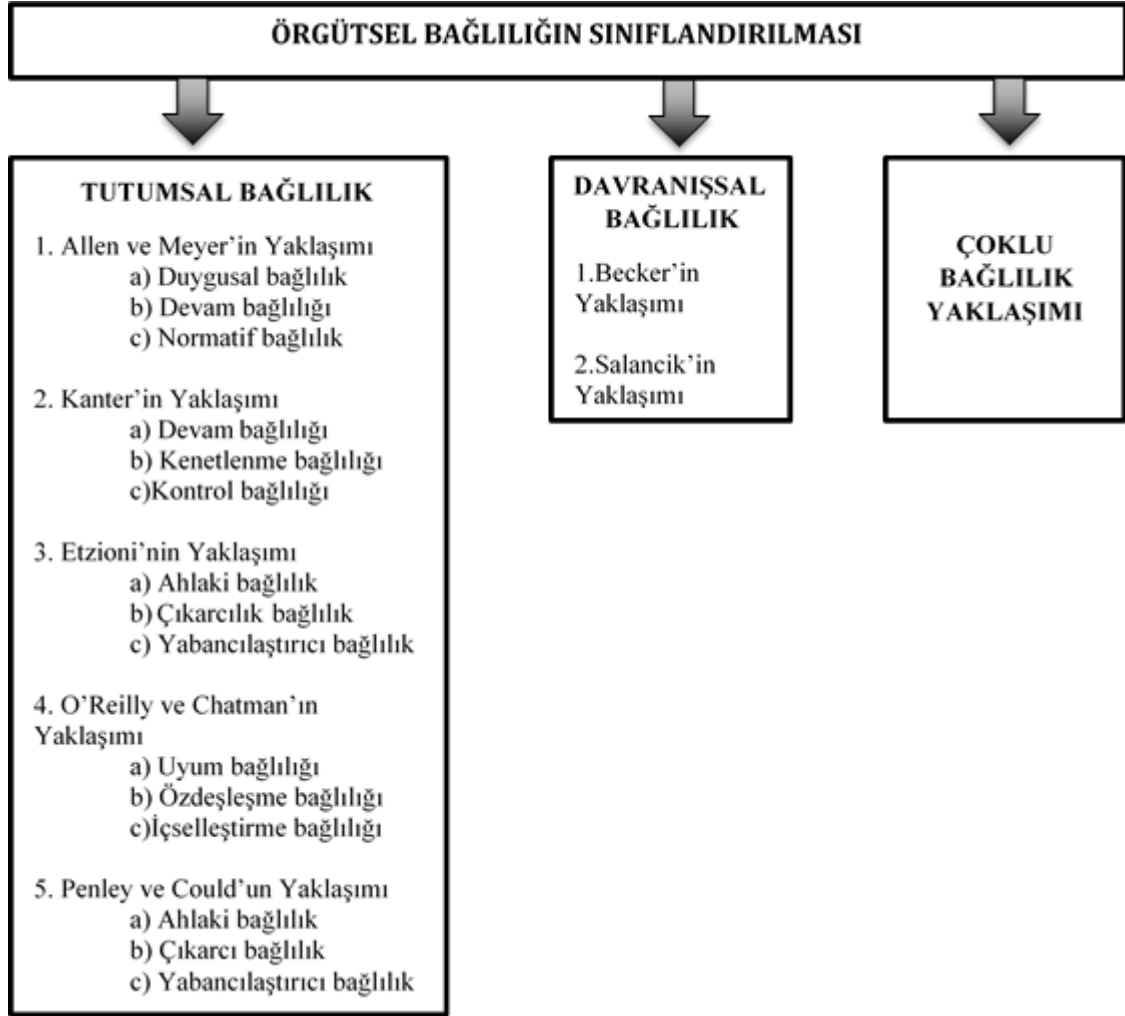 ÖRGÜTSEL BAĞLILIĞIN SINIFLANDIRILMASI
TUTUMSAL BAĞLILIK
1. Allen ve Meyer’in Yaklaşımı
a) Duygusal bağlılık
b) Devam bağlılığı
c) Normatif bağlılık
2. Kanter’in Yaklaşımı
a) Devam bağlılığı
b) Kenetlenme bağlılığı
c)Kontrol bağlılığı
3. Etzioni’nin Yaklaşımı
a) Ahlaki bağlılık
b) Çıkarcılık bağlılık
c) Yabancılaştırıcı bağlılık
4. O’Reilly ve Chatman’ın
Yaklaşımı
a) Uyum bağlılığı
b) Özdeşleşme bağlılığı
c)İçselleştirme bağlılığı
5. Penley ve Could’un Yaklaşımı
a) Ahlaki bağlılık
b) Çıkarcı bağlılık
c) Yabancılaştırıcı bağlılık
DAVRANIŞSAL
BAĞLILIK
1.Becker’in
Yaklaşımı
2.Salancik’in
Yaklaşımı
ÇOKLU
BAĞLILIK
YAKLAŞIMI